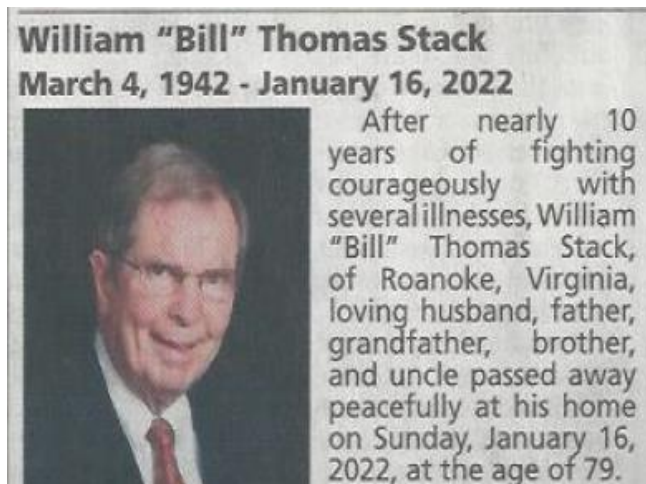 William “Bill” Thomas Stack
March 4, 1942 - January 16, 2022
After nearly 10
years of fighting
courageously with
several illnesses, William
“Bill” Thomas Stack,
of Roanoke, Virginia,
loving husband, father,
grandfather, brother,
and uncle passed away
peacefully at his home
on Sunday, January 16,
2022, at the age of 79.